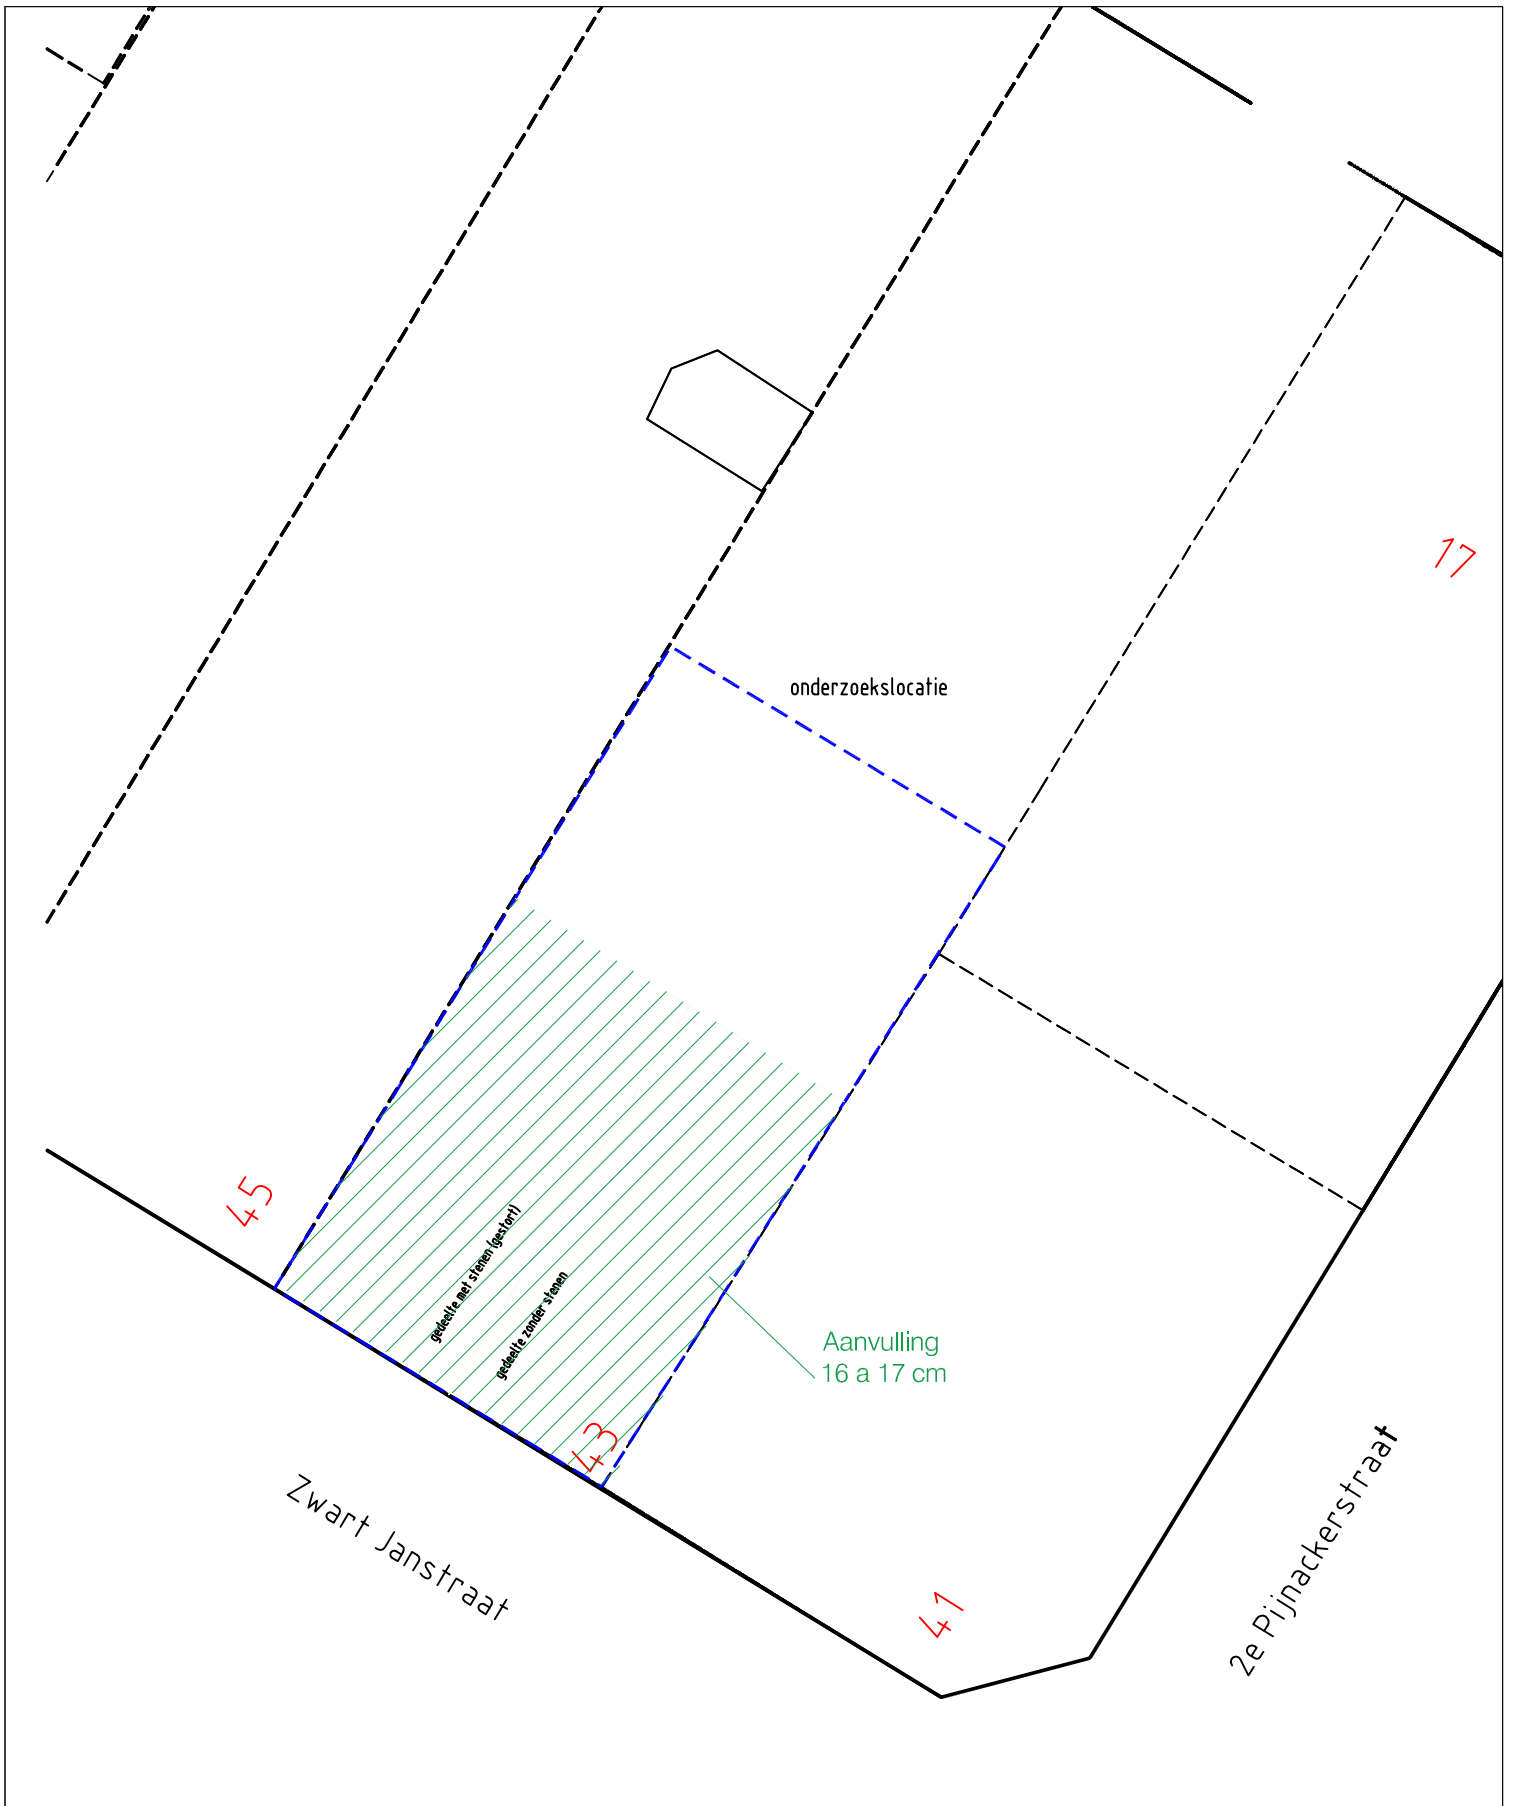 17
onderzoekslocatie
45
gedeelte met stenen (gestort)
gedeelte zonder stenen
Aanvulling
16 a 17 cm
43
Zwart Janstraat
41
2e Pijnackerstraat